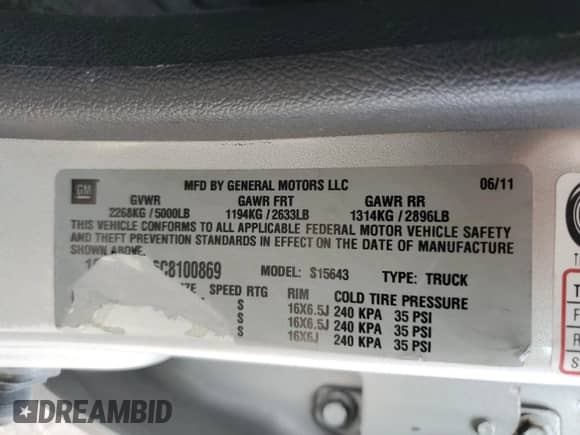 GM
MFD BY GENERAL MOTORS LLC 06/11
GVWR GAWR FRT GAWR RR
2268KG / 5000LB 1194KG / 2633LB 1314KG / 2896LB
THIS VEHICLE CONFORMS TO ALL APPLICABLE FEDERAL MOTOR VEHICLE SAFETY
AND THEFT PREVENTION STANDARDS IN EFFECT ON THE DATE OF MANUFACTURE
SHOWN ABOVE.
C8100869 MODEL: S15643 TYPE: TRUCK
SPEED RTG RIM COLD TIRE PRESSURE
S 16X6.5J 240 KPA 35 PSI
S 16X6.5J 240 KPA 35 PSI
S 16X6J 240 KPA 35 PSI
DREAMBID